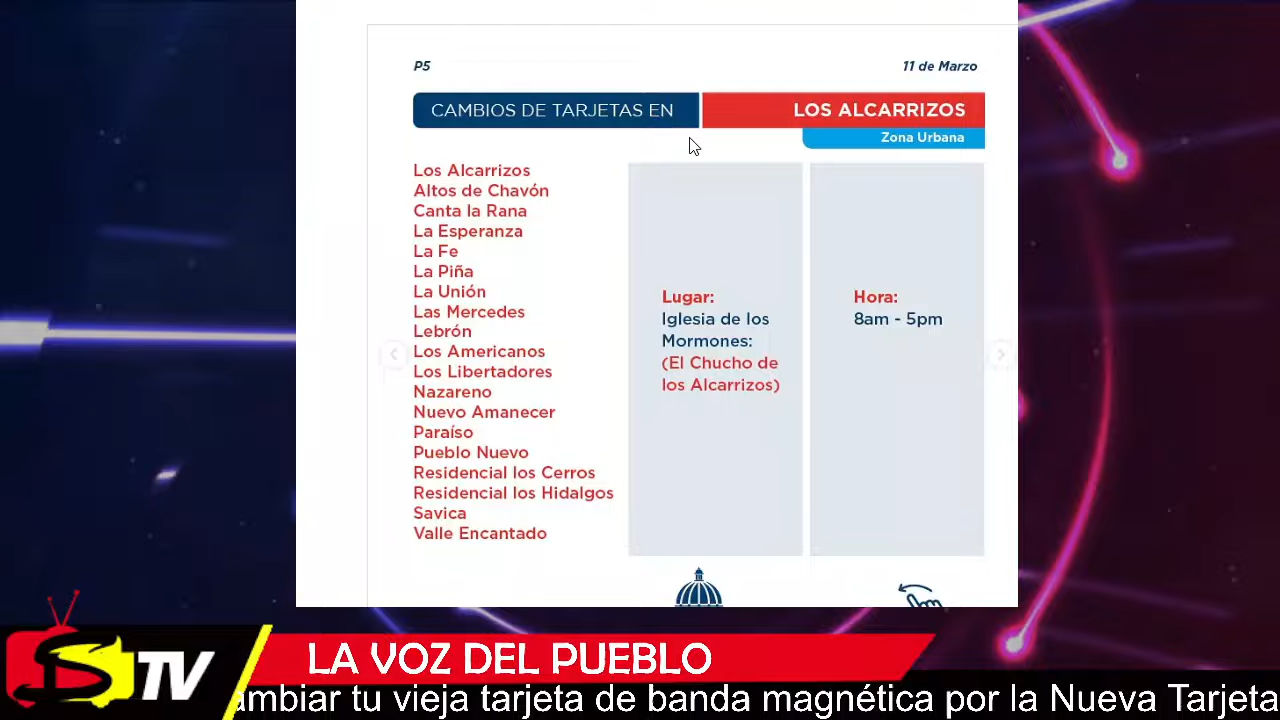 P5
11 de Marzo
CAMBIOS DE TARJETAS EN
LOS ALCARRIZOS
Zona Urbana
Los Alcarrizos
Altos de Chavón
Canta la Rana
La Esperanza
La Fe
La Piña
La Unión
Las Mercedes
Lebrón
Los Americanos
Los Libertadores
Nazareno
Nuevo Amanecer
Paraíso
Pueblo Nuevo
Residencial los Cerros
Residencial los Hidalgos
Savica
Valle Encantado
Lugar:
Iglesia de los
Mormones:
(El Chucho de
los Alcarrizos)
Hora:
8am - 5pm
STV
LA VOZ DEL PUEBLO
ambiar tu vieja tarjeta de banda magnética por la Nueva Tarjeta